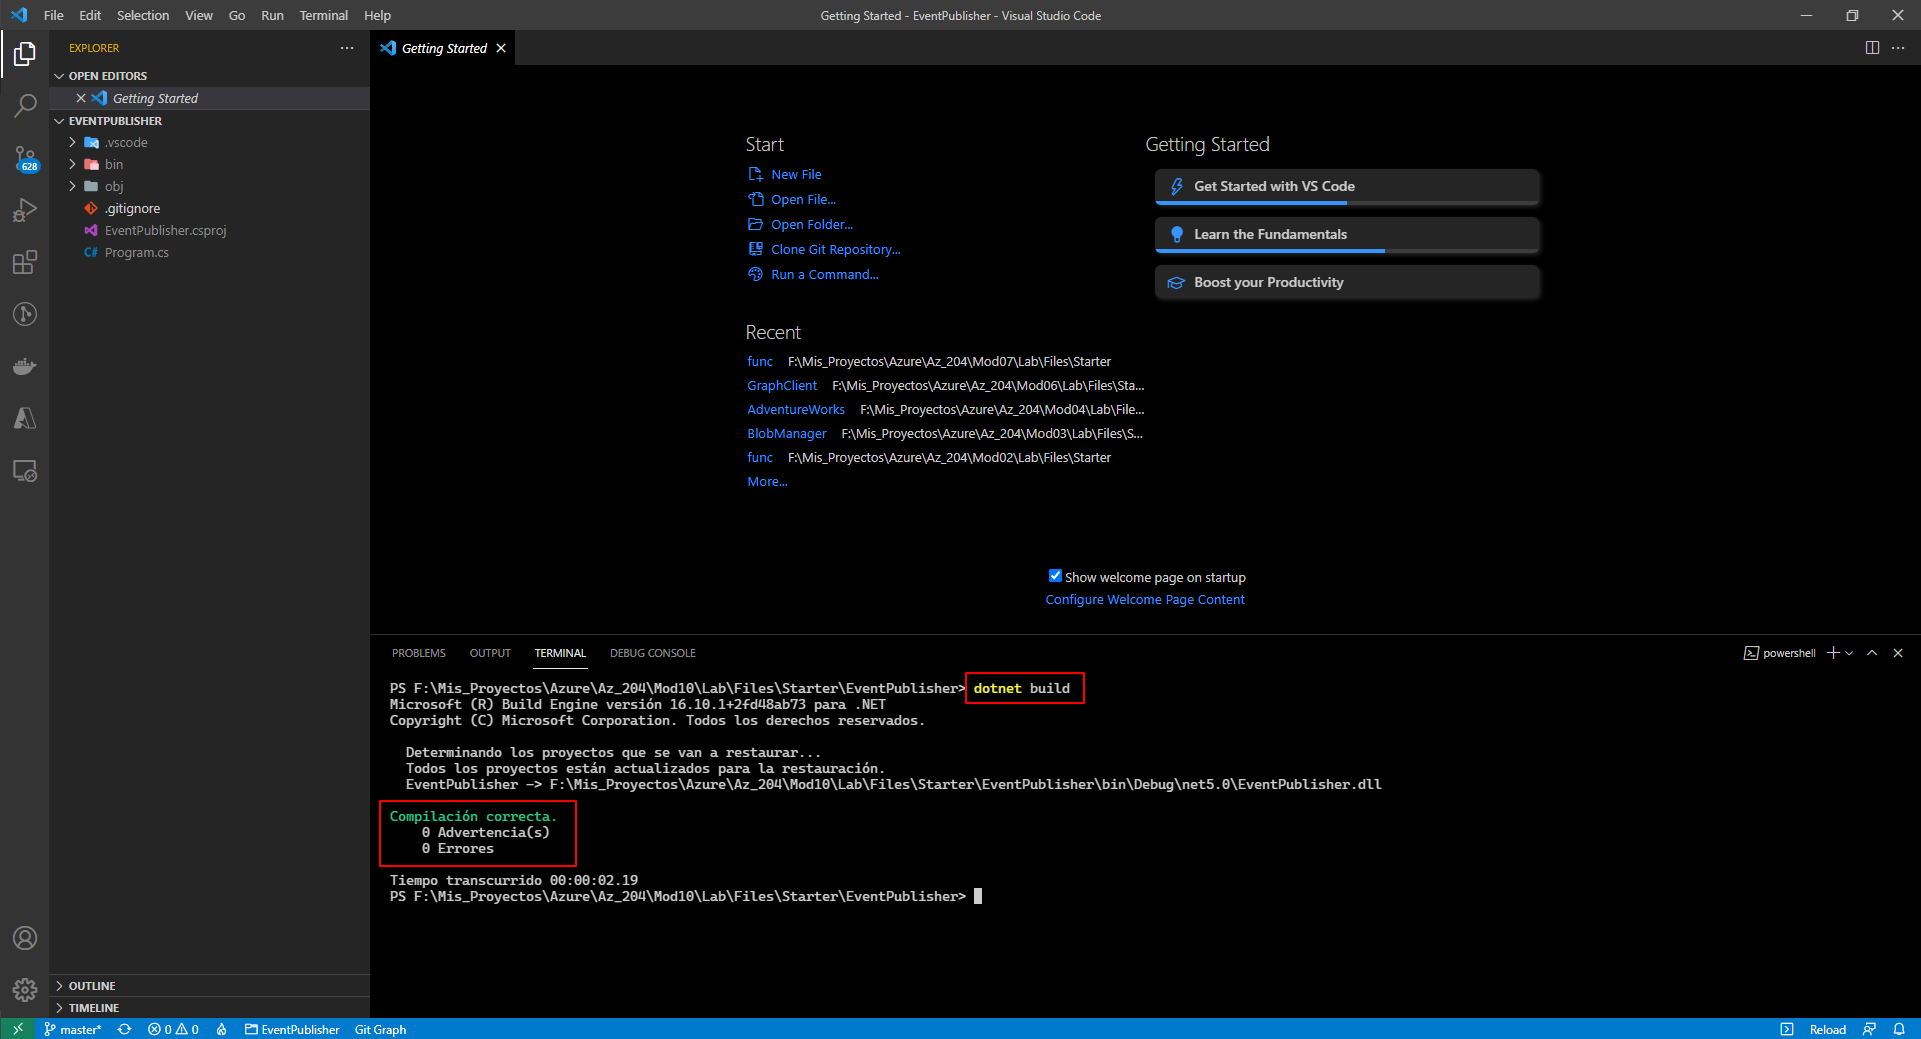 File Edit Selection View Go Run Terminal Help
Getting Started - EventPublisher - Visual Studio Code
EXPLORER
OPEN EDITORS
Getting Started
EVENTPUBLISHER
.vscode
bin
obj
.gitignore
EventPublisher.csproj
C# Program.cs
628
OUTLINE
TIMELINE
Getting Started
Start
New File
Open File...
Open Folder...
Clone Git Repository...
Run a Command...
Recent
func F:\Mis_Proyectos\Azure\Az_204\Mod07\Lab\Files\Starter
GraphClient F:\Mis_Proyectos\Azure\Az_204\Mod06\Lab\Files\Sta...
AdventureWorks F:\Mis_Proyectos\Azure\Az_204\Mod04\Lab\File...
BlobManager F:\Mis_Proyectos\Azure\Az_204\Mod03\Lab\Files\S...
func F:\Mis_Proyectos\Azure\Az_204\Mod02\Lab\Files\Starter
More...
Getting Started
Get Started with VS Code
Learn the Fundamentals
Boost your Productivity
Show welcome page on startup
Configure Welcome Page Content
PROBLEMS OUTPUT TERMINAL DEBUG CONSOLE
powershell
PS F:\Mis_Proyectos\Azure\Az_204\Mod10\Lab\Files\Starter\EventPublisher> dotnet build
Microsoft (R) Build Engine versión 16.10.1+2fd48ab73 para .NET
Copyright (C) Microsoft Corporation. Todos los derechos reservados.
Determinando los proyectos que se van a restaurar...
Todos los proyectos están actualizados para la restauración.
EventPublisher -> F:\Mis_Proyectos\Azure\Az_204\Mod10\Lab\Files\Starter\EventPublisher\bin\Debug\net5.0\EventPublisher.dll
Compilación correcta.
0 Advertencia(s)
0 Errores
Tiempo transcurrido 00:00:02.19
PS F:\Mis_Proyectos\Azure\Az_204\Mod10\Lab\Files\Starter\EventPublisher>
master* 0 0 EventPublisher Git Graph
Reload